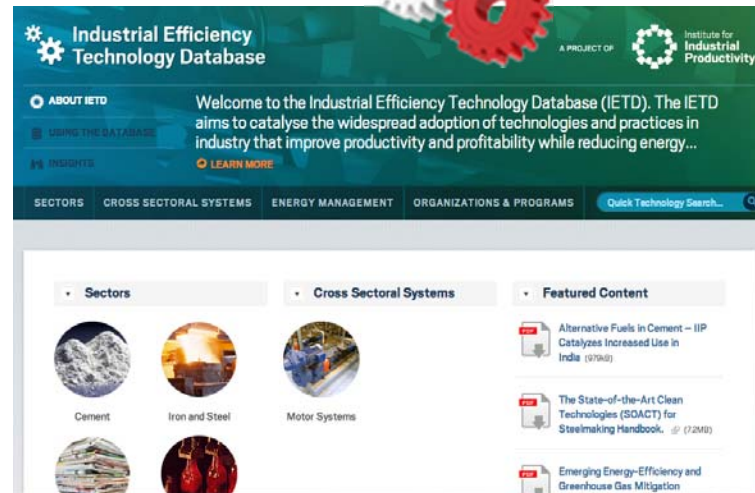 Industrial Efficiency
Technology Database
A PROJECT OF
Institute for
Industrial
Productivity
ABOUT IETD
USING THE DATABASE
INSIGHTS
Welcome to the Industrial Efficiency Technology Database (IETD). The IETD
aims to catalyse the widespread adoption of technologies and practices in
industry that improve productivity and profitability while reducing energy...
LEARN MORE
SECTORS CROSS SECTORAL SYSTEMS ENERGY MANAGEMENT ORGANIZATIONS & PROGRAMS Quick Technology Search...
Sectors
Cement
Iron and Steel
Cross Sectoral Systems
Motor Systems
Featured Content
PDF
Alternative Fuels in Cement – IIP
Catalyzes Increased Use in
India (979kB)
PDF
The State-of-the-Art Clean
Technologies (SOACT) for
Steelmaking Handbook. (7.2MB)
PDF
Emerging Energy-Efficiency and
Greenhouse Gas Mitigation